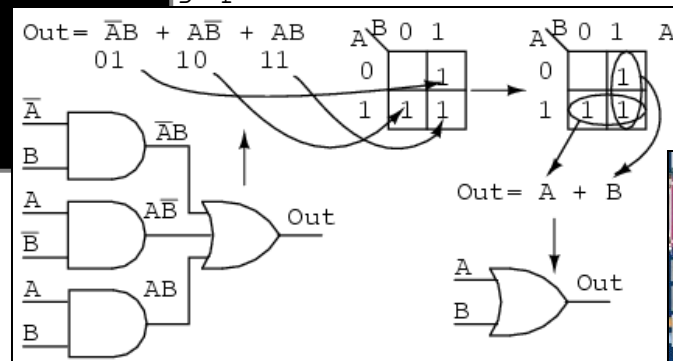 Out= A̅B + AB̅ + AB
01 10 11
A B 0 1
0 1
1 1 1
A B 0 1 A
0 1
1 1 1
Out= A + B
A̅
B
A̅B
A
B̅
AB̅
A
B
AB
Out
A
B
Out